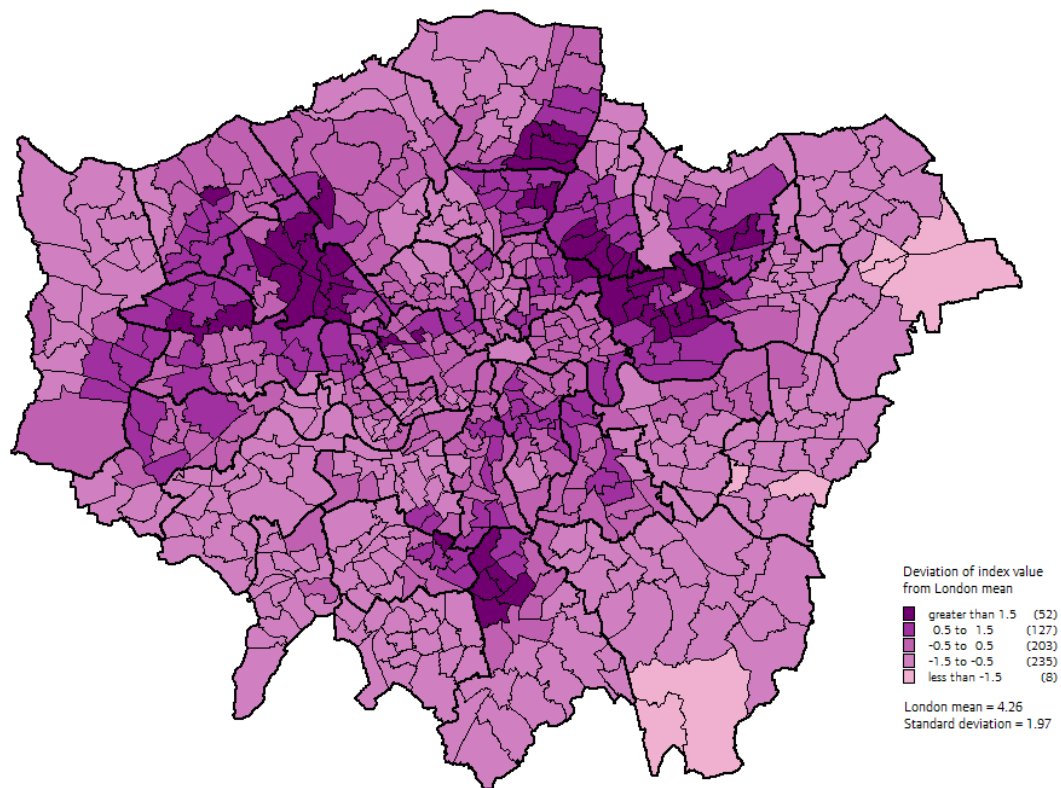 Deviation of index value
from London mean
greater than 1.5 (52)
0.5 to 1.5 (127)
-0.5 to 0.5 (203)
-1.5 to -0.5 (235)
less than -1.5 (8)
London mean = 4.26
Standard deviation = 1.97